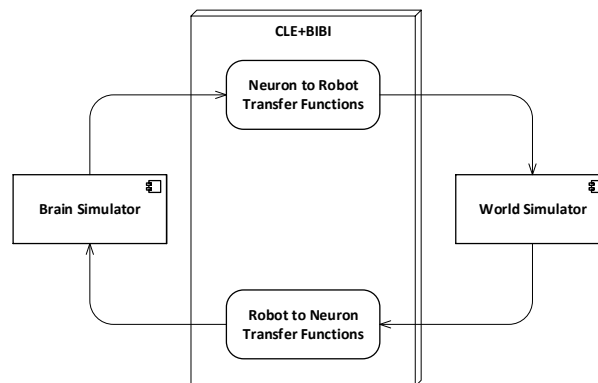 CLE+BIBI
Neuron to Robot
Transfer Functions
Brain Simulator
World Simulator
Robot to Neuron
Transfer Functions